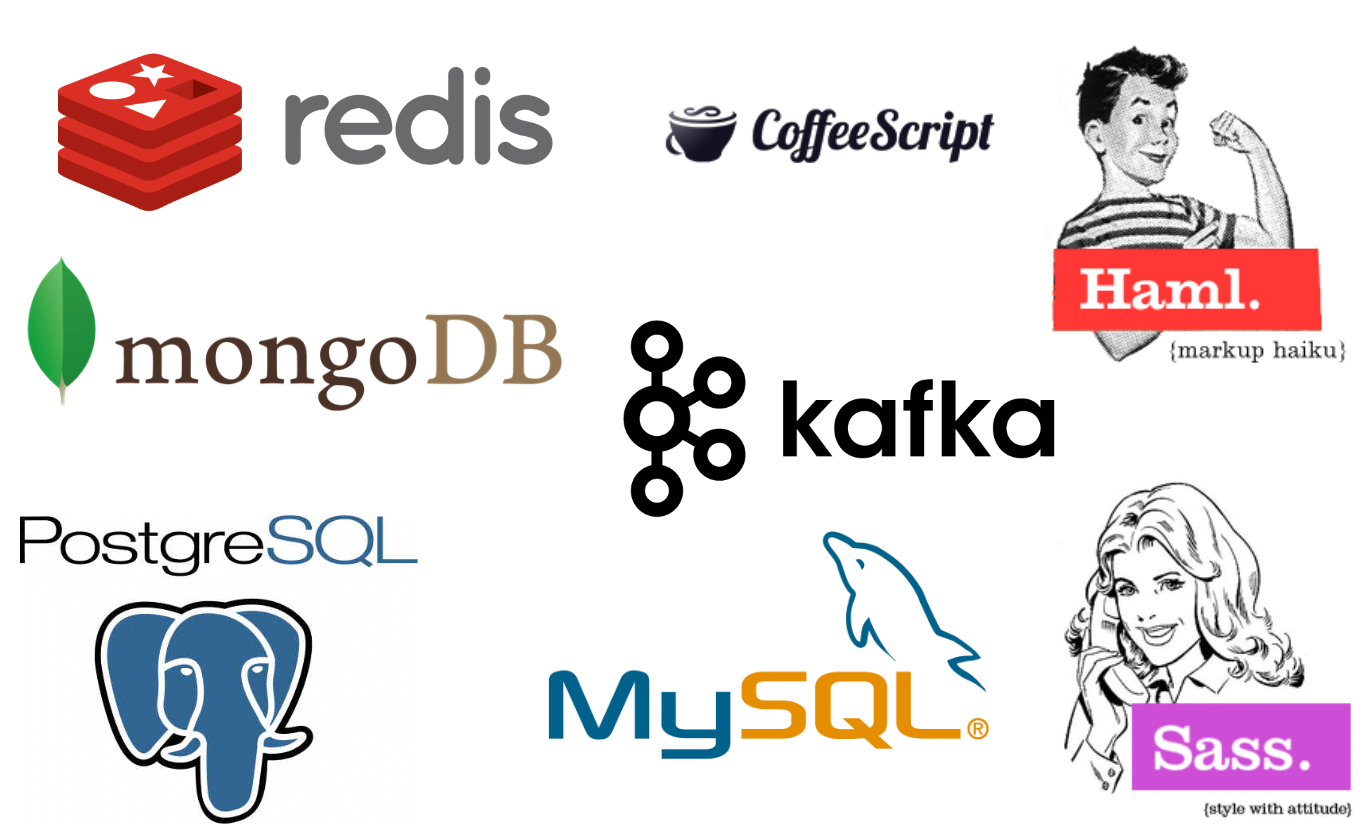 redis
CoffeeScript
Haml.
{markup haiku}
mongoDB
kafka
PostgreSQL
MySQL®
Sass.
{style with attitude}